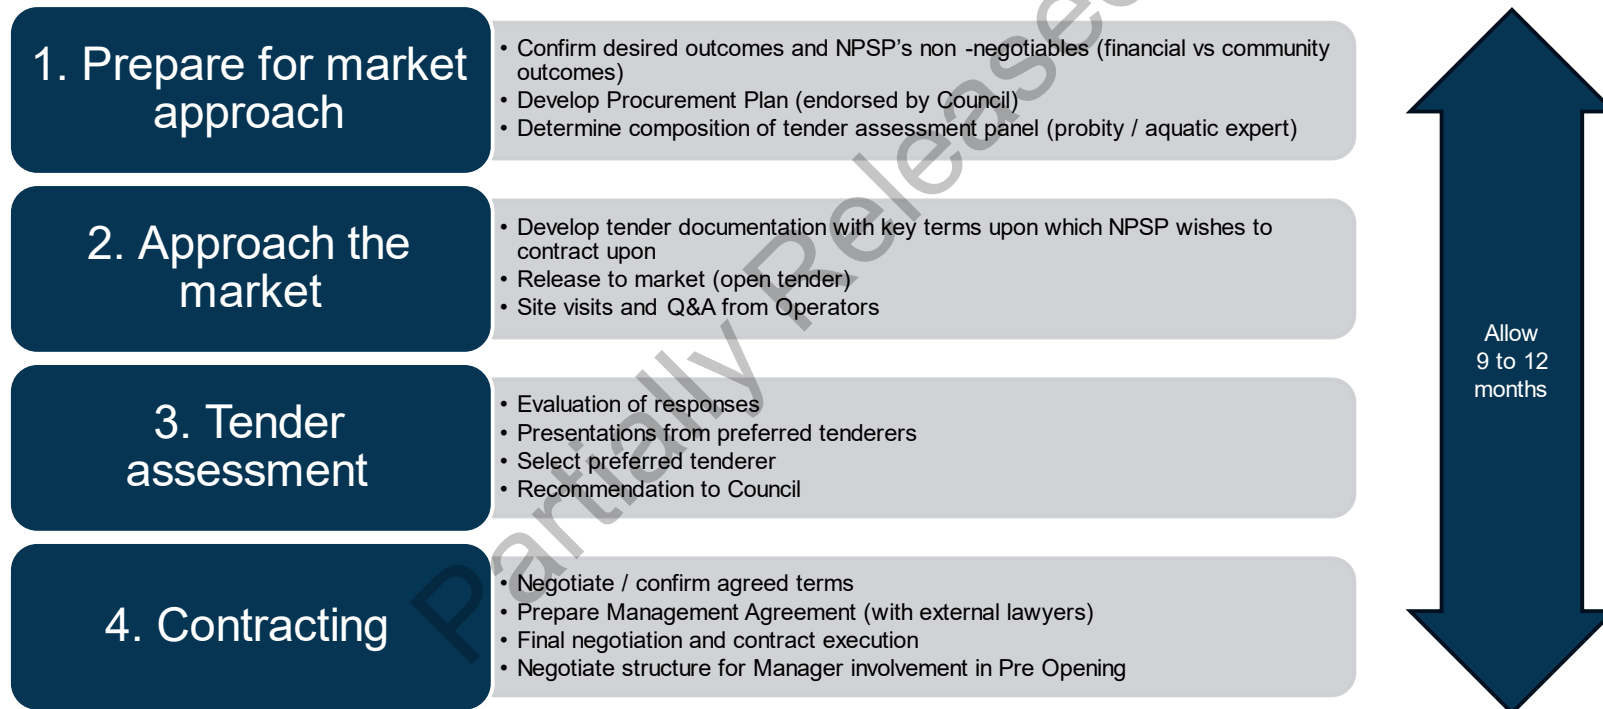 1. Prepare for market
approach
• Confirm desired outcomes and NPSP's non -negotiables (financial vs community
outcomes)
• Develop Procurement Plan (endorsed by Council)
• Determine composition of tender assessment panel (probity / aquatic expert)
2. Approach the
market
• Develop tender documentation with key terms upon which NPSP wishes to
contract upon
• Release to market (open tender)
• Site visits and Q&A from Operators
3. Tender
assessment
• Evaluation of responses
• Presentations from preferred tenderers
• Select preferred tenderer
• Recommendation to Council
4. Contracting
• Negotiate / confirm agreed terms
• Prepare Management Agreement (with external lawyers)
• Final negotiation and contract execution
• Negotiate structure for Manager involvement in Pre Opening
Allow
9 to 12
months
Partially Released